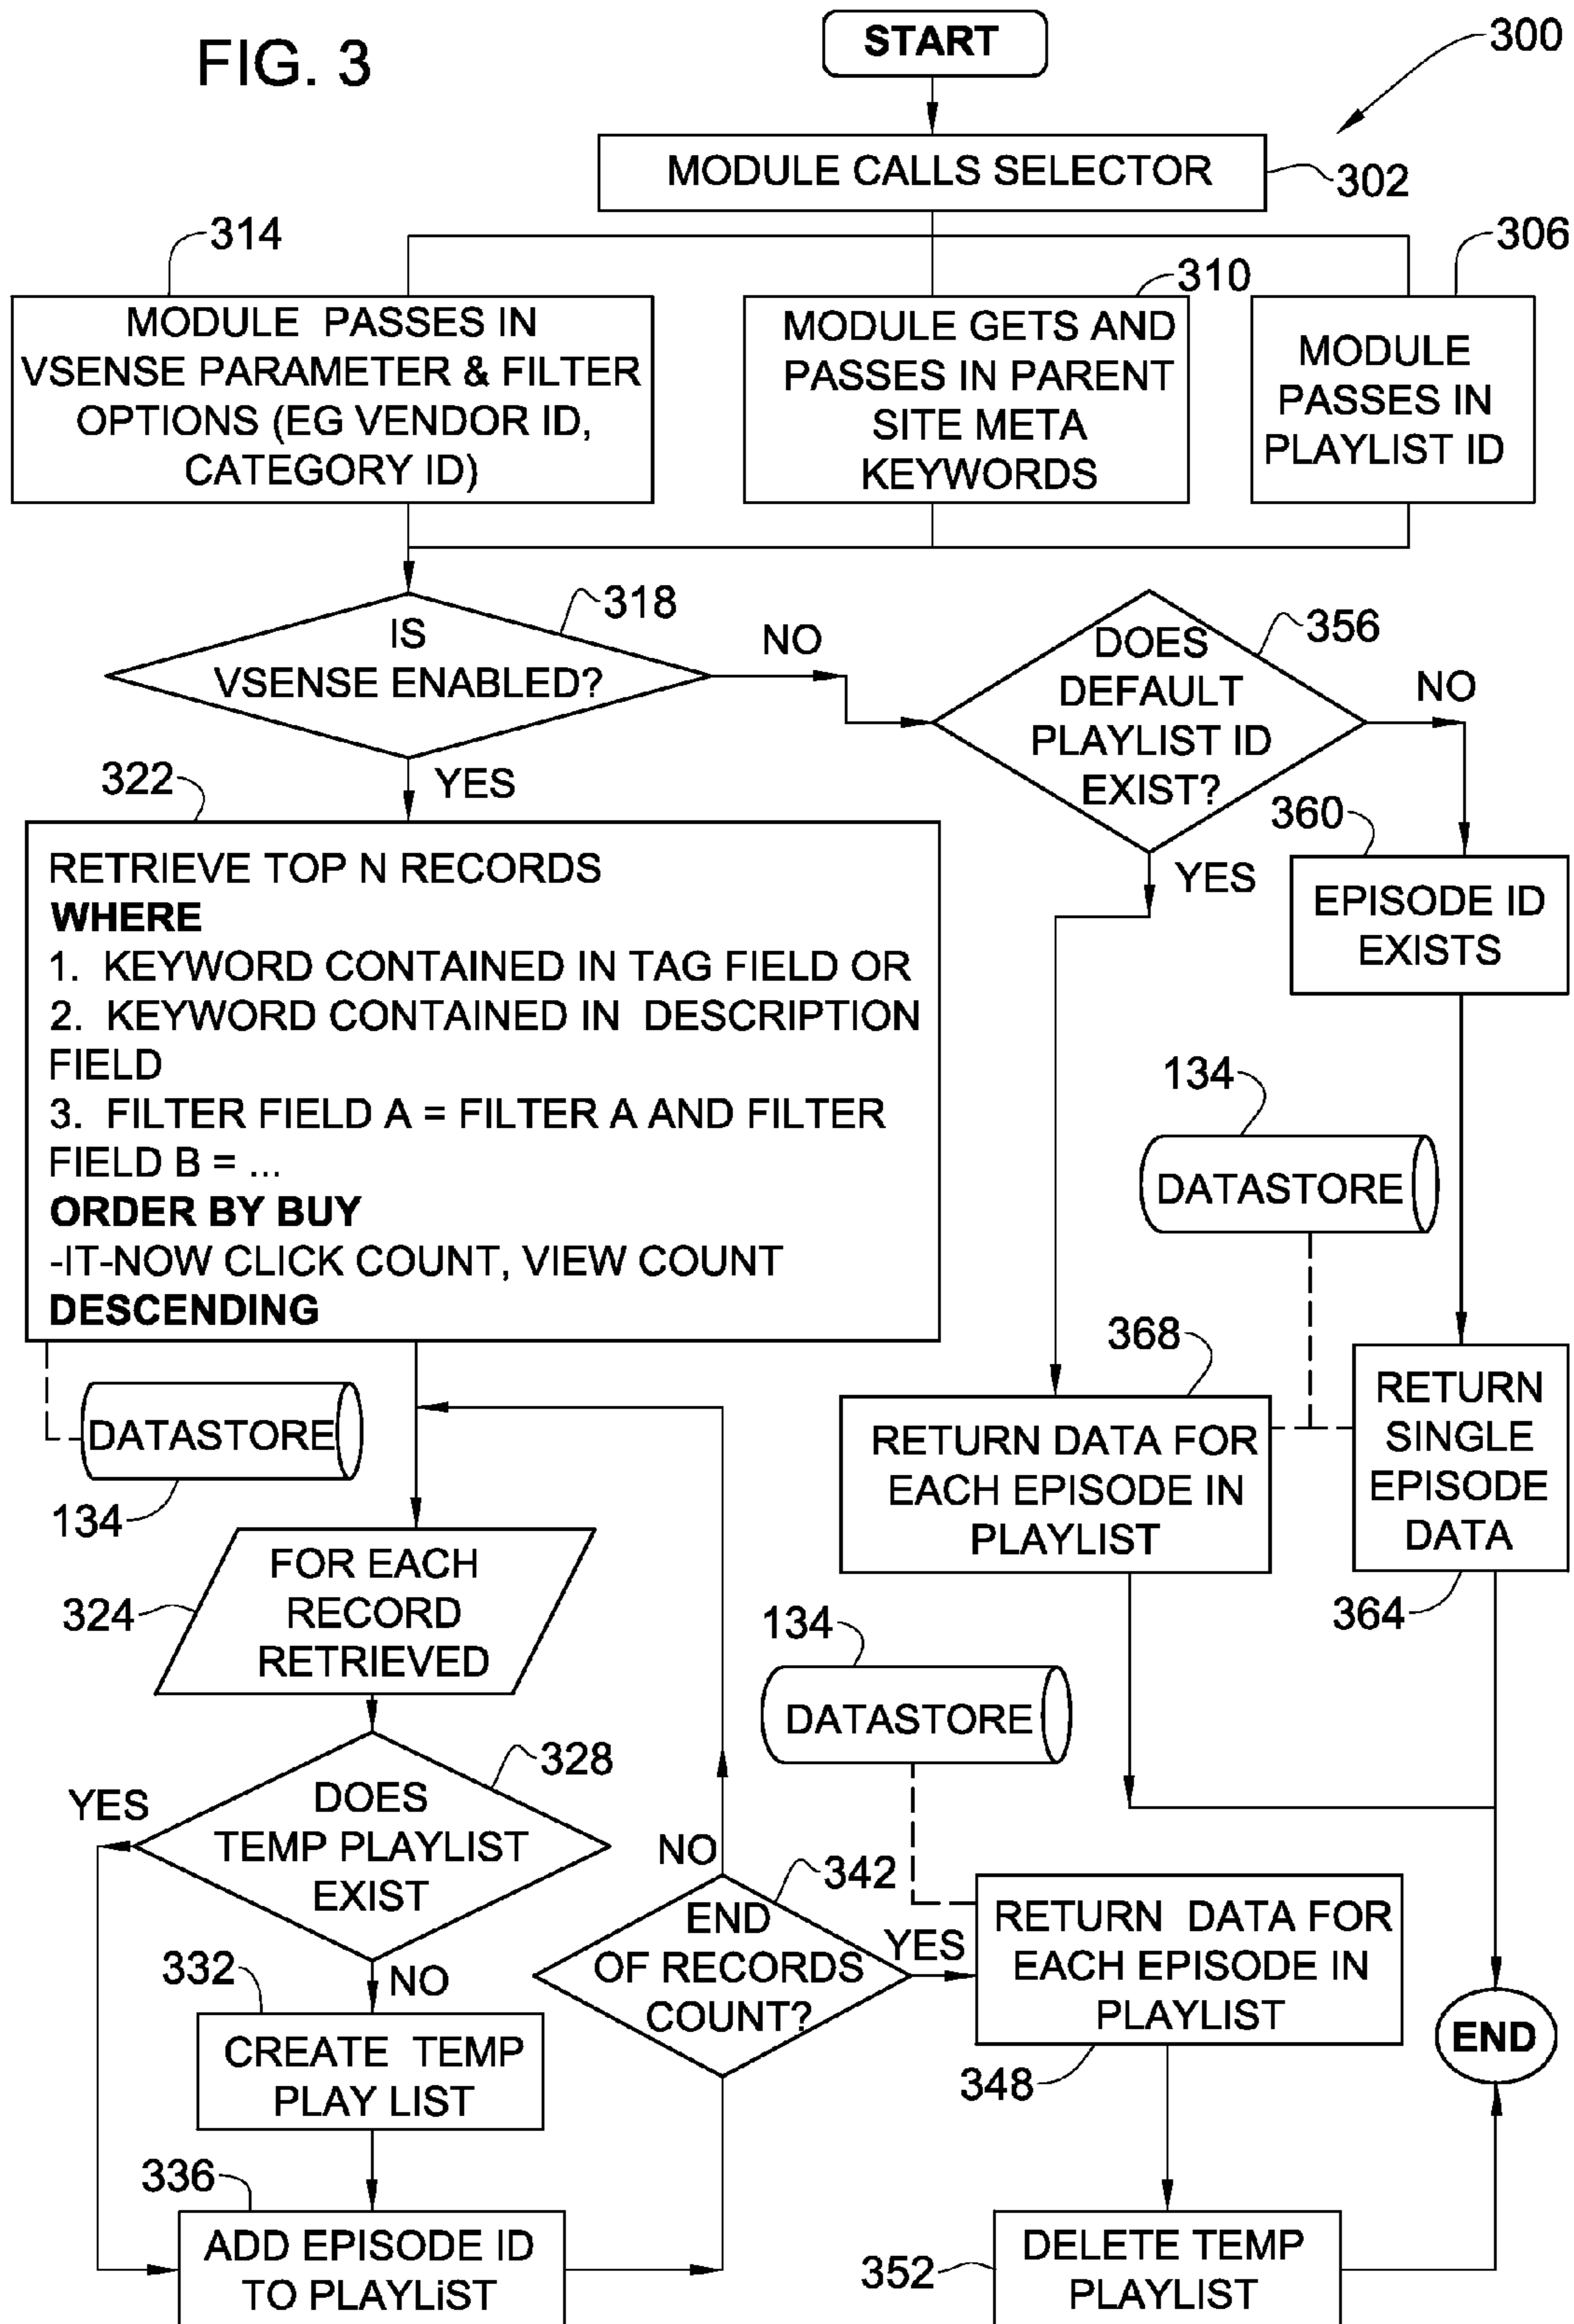 FIG. 3
START
300
MODULE CALLS SELECTOR
302
314
310
306
MODULE PASSES IN
VSENSE PARAMETER & FILTER
OPTIONS (EG VENDOR ID,
CATEGORY ID)
MODULE GETS AND
PASSES IN PARENT
SITE META
KEYWORDS
MODULE
PASSES IN
PLAYLIST ID
318
IS
VSENSE ENABLED?
NO
YES
356
DOES
DEFAULT
PLAYLIST ID
EXIST?
NO
YES
322
RETRIEVE TOP N RECORDS
WHERE
1. KEYWORD CONTAINED IN TAG FIELD OR
2. KEYWORD CONTAINED IN DESCRIPTION
FIELD
3. FILTER FIELD A = FILTER A AND FILTER
FIELD B = ...
ORDER BY BUY
-IT-NOW CLICK COUNT, VIEW COUNT
DESCENDING
360
EPISODE ID
EXISTS
134
DATASTORE
368
RETURN DATA FOR
EACH EPISODE IN
PLAYLIST
RETURN
SINGLE
EPISODE
DATA
364
DATASTORE
134
324
FOR EACH
RECORD
RETRIEVED
134
DATASTORE
328
YES
DOES
TEMP PLAYLIST
EXIST
NO
332
CREATE TEMP
PLAY LIST
336
ADD EPISODE ID
TO PLAYLiST
NO
342
END
OF RECORDS
COUNT?
YES
RETURN DATA FOR
EACH EPISODE IN
PLAYLIST
348
END
352
DELETE TEMP
PLAYLIST